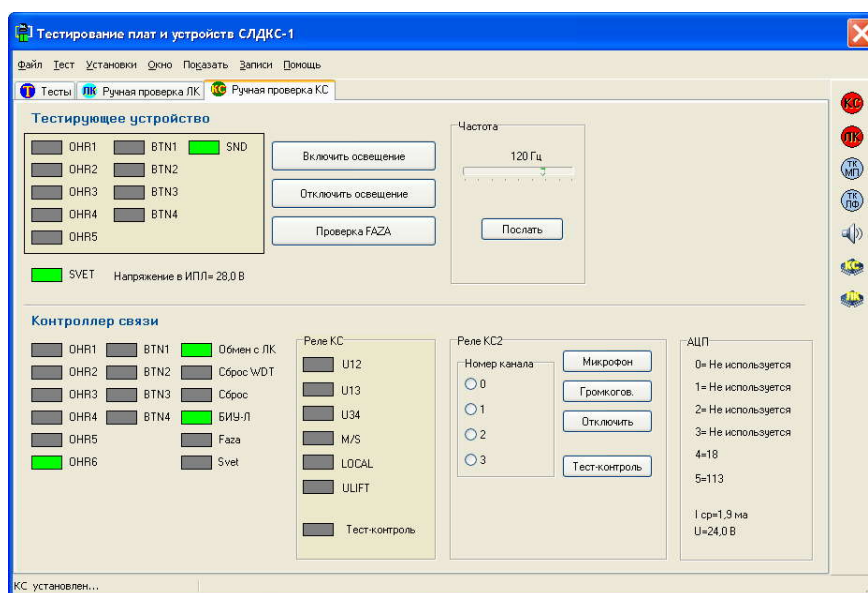 Тестирование плат и устройств СЛДКС-1
Файл Тест Установки Окно Показать Записи Помощь
Т Тесты ЛК Ручная проверка ЛК КС Ручная проверка КС
Тестирующее устройство
OHR1 BTN1 SND
OHR2 BTN2
OHR3 BTN3
OHR4 BTN4
OHR5
Включить освещение
Отключить освещение
Проверка FAZA
Частота
120 Гц
Послать
SVET Напряжение в ИПЛ= 28,0 В
КС
ЛК
ТК МП
ТК ПФ
КС
ЛК
Контроллер связи
OHR1 BTN1 Обмен с ЛК
OHR2 BTN2 Сброс WDT
OHR3 BTN3 Сброс
OHR4 BTN4 БИУ-Л
OHR5 Faza
OHR6 Svet
Реле КС
U12
U13
U34
M/S
LOCAL
ULIFT
Тест-контроль
Реле КС2
Номер канала
0
1
2
3
Микрофон
Громкогов.
Отключить
Тест-контроль
АЦП
0= Не используется
1= Не используется
2= Не используется
3= Не используется
4=18
5=113
I ср=1,9 ма
U=24,0 В
КС установлен...